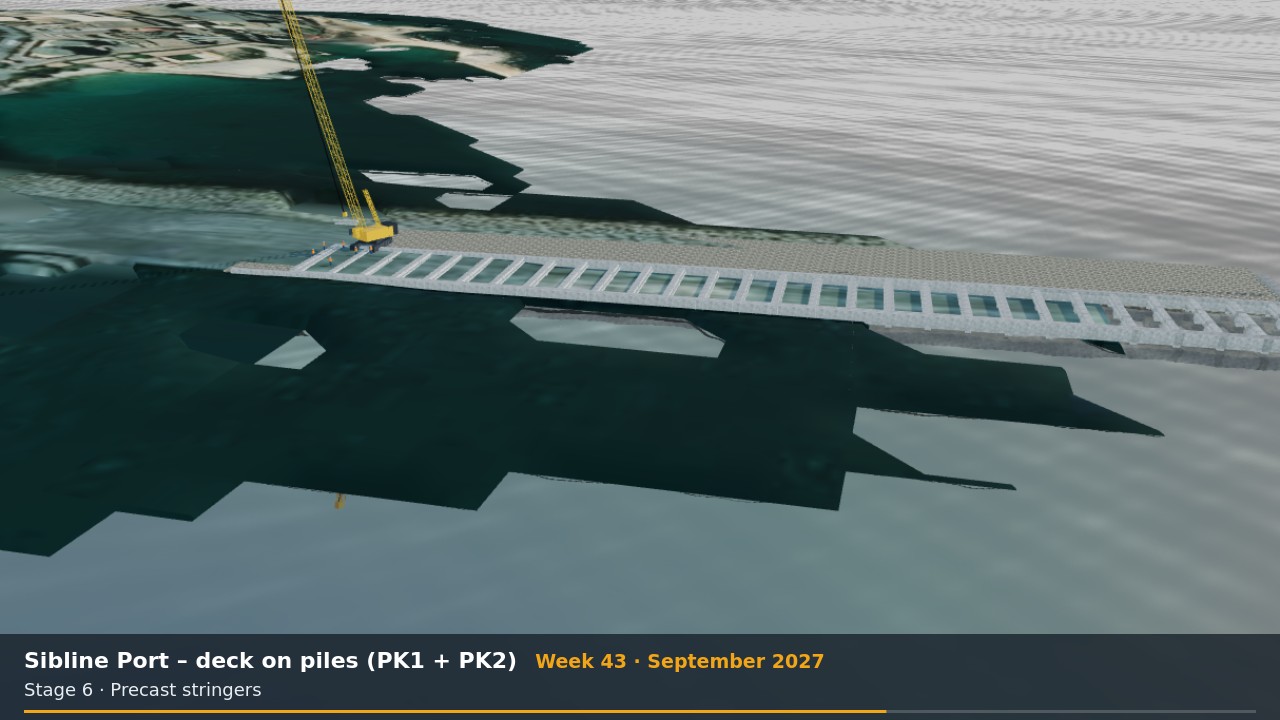 Sibline Port – deck on piles (PK1 + PK2) Week 43 · September 2027
Stage 6 · Precast stringers